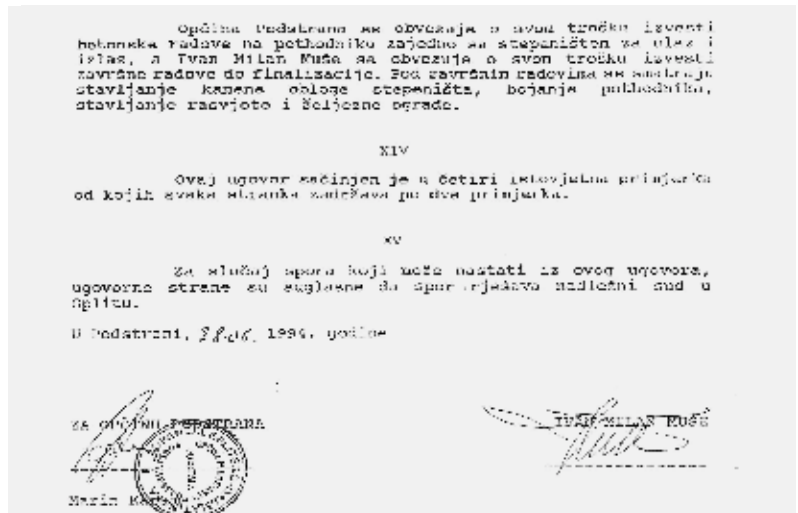 Općina Podstrana se obvezuje o svom trošku izvesti
betonske radove na pothodniku zajedno sa stepeništem za ulaz i
izlaz, a Ivan Milan Muše se obvezuje o svom trošku izvesti
završne radove do finalizacije. Pod završnim radovima se smatraju
stavljanje kamene obloge stepeništa, bojanje pothodnika,
stavljanje rasvjete i željezne ograde.
XIV
Ovaj ugovor sačinjen je u četiri istovjetna primjerka
od kojih svaka stranka zadržava po dva primjerka.
XV
Za slučaj spora koji može nastati iz ovog ugovora,
ugovorne strane su suglasne da spor rješava nadležni sud u
Splitu.
U Podstrani, 28.06. 1994. godine
ZA OPĆINU PODSTRANA
IVAN MILAN MUŠE
Marin